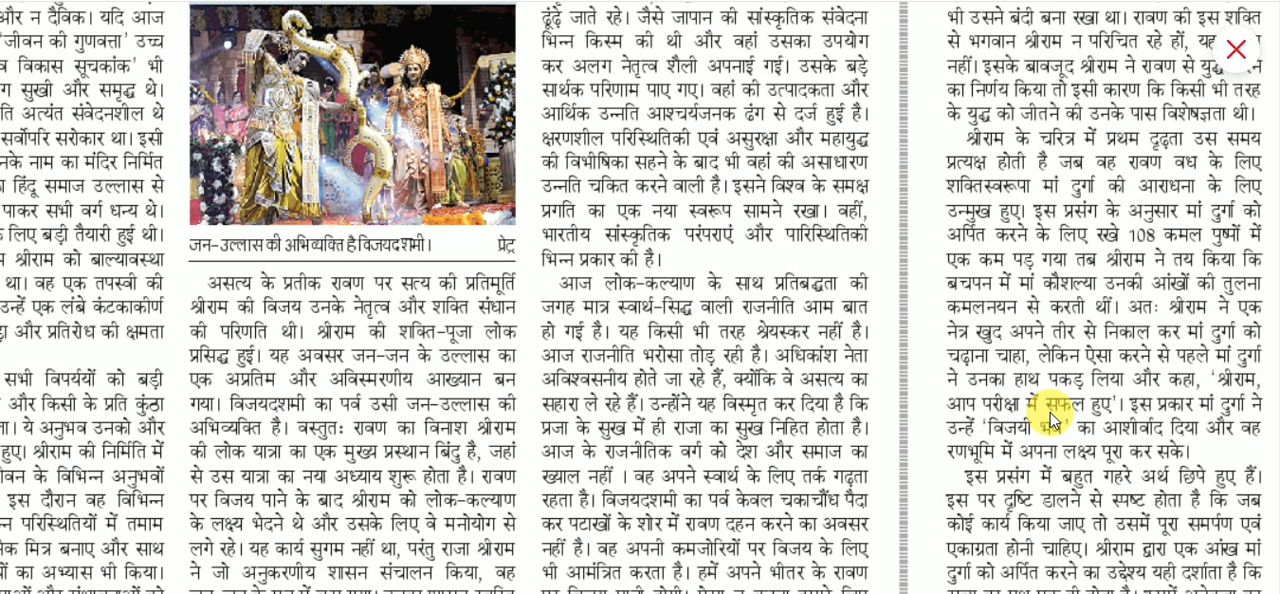 और न दैविक। यदि आज
'जीवन की गुणवत्ता' उच्च
व विकास सूचकांक' भी
ग सुखी और समृद्ध थे।
ति अत्यंत संवेदनशील थे
सर्वोपरि सरोकार था। इसी
नके नाम का मंदिर निर्मित
हिंदू समाज उल्लास से
पाकर सभी वर्ग धन्य थे।
लिए बड़ी तैयारी हुई थी।
श्रीराम को बाल्यावस्था
था। वह एक तपस्वी की
उन्हें एक लंबे कंटकाकीर्ण
और प्रतिरोध की क्षमता
सभी विपर्ययों को बड़ी
और किसी के प्रति कुंठा
ता। ये अनुभव उनको और
हुए। श्रीराम की निर्मिति में
वन के विभिन्न अनुभवों
इस दौरान वह विभिन्न
न्न परिस्थितियों में तमाम
मित्र बनाए और साथ
का अभ्यास भी किया।
जन-उल्लास की अभिव्यक्ति है विजयदशमी। प्रेट्र
असत्य के प्रतीक रावण पर सत्य की प्रतिमूर्ति
श्रीराम की विजय उनके नेतृत्व और शक्ति संधान
की परिणति थी। श्रीराम की शक्ति-पूजा लोक
प्रसिद्ध हुई। यह अवसर जन-जन के उल्लास का
एक अप्रतिम और अविस्मरणीय आख्यान बन
गया। विजयदशमी का पर्व उसी जन-उल्लास की
अभिव्यक्ति है। वस्तुतः रावण का विनाश श्रीराम
की लोक यात्रा का एक मुख्य प्रस्थान बिंदु है, जहां
से उस यात्रा का नया अध्याय शुरू होता है। रावण
पर विजय पाने के बाद श्रीराम को लोक-कल्याण
के लक्ष्य भेदने थे और उसके लिए वे मनोयोग से
लगे रहे। यह कार्य सुगम नहीं था, परंतु राजा श्रीराम
ने जो अनुकरणीय शासन संचालन किया, वह
ढूंढ़े जाते रहे। जैसे जापान की सांस्कृतिक संवेदना
भिन्न किस्म की थी और वहां उसका उपयोग
कर अलग नेतृत्व शैली अपनाई गई। उसके बड़े
सार्थक परिणाम पाए गए। वहां की उत्पादकता और
आर्थिक उन्नति आश्चर्यजनक ढंग से दर्ज हुई है।
क्षरणशील परिस्थितिकी एवं असुरक्षा और महायुद्ध
की विभीषिका सहने के बाद भी वहां की असाधारण
उन्नति चकित करने वाली है। इसने विश्व के समक्ष
प्रगति का एक नया स्वरूप सामने रखा। वहीं,
भारतीय सांस्कृतिक परंपराएं और पारिस्थितिकी
भिन्न प्रकार की है।
आज लोक-कल्याण के साथ प्रतिबद्धता की
जगह मात्र स्वार्थ-सिद्ध वाली राजनीति आम बात
हो गई है। यह किसी भी तरह श्रेयस्कर नहीं है।
आज राजनीति भरोसा तोड़ रही है। अधिकांश नेता
अविश्वसनीय होते जा रहे हैं, क्योंकि वे असत्य का
सहारा ले रहे हैं। उन्होंने यह विस्मृत कर दिया है कि
प्रजा के सुख में ही राजा का सुख निहित होता है।
आज के राजनीतिक वर्ग को देश और समाज का
ख्याल नहीं । वह अपने स्वार्थ के लिए तर्क गढ़ता
रहता है। विजयदशमी का पर्व केवल चकाचौंध पैदा
कर पटाखों के शोर में रावण दहन करने का अवसर
नहीं है। वह अपनी कमजोरियों पर विजय के लिए
भी आमंत्रित करता है। हमें अपने भीतर के रावण
भी उसने बंदी बना रखा था। रावण की इस शक्ति
से भगवान श्रीराम न परिचित रहे हों,
नहीं। इसके बावजूद श्रीराम ने रावण से
का निर्णय किया तो इसी कारण कि किसी भी तरह
के युद्ध को जीतने की उनके पास विशेषज्ञता थी।
श्रीराम के चरित्र में प्रथम दृढ़ता उस समय
प्रत्यक्ष होती है जब वह रावण वध के लिए
शक्तिस्वरूपा मां दुर्गा की आराधना के लिए
उन्मुख हुए। इस प्रसंग के अनुसार मां दुर्गा को
अर्पित करने के लिए रखे 108 कमल पुष्पों में
एक कम पड़ गया तब श्रीराम ने तय किया कि
बचपन में मां कौशल्या उनकी आंखों की तुलना
कमलनयन से करती थीं। अतः श्रीराम ने एक
नेत्र खुद अपने तीर से निकाल कर मां दुर्गा को
चढ़ाना चाहा, लेकिन ऐसा करने से पहले मां दुर्गा
ने उनका हाथ पकड़ लिया और कहा, 'श्रीराम,
आप परीक्षा में सफल हुए'। इस प्रकार मां दुर्गा ने
उन्हें 'विजयी भव' का आशीर्वाद दिया और वह
रणभूमि में अपना लक्ष्य पूरा कर सके।
इस प्रसंग में बहुत गहरे अर्थ छिपे हुए हैं।
इस पर दृष्टि डालने से स्पष्ट होता है कि जब
कोई कार्य किया जाए तो उसमें पूरा समर्पण एवं
एकाग्रता होनी चाहिए। श्रीराम द्वारा एक आंख मां
दुर्गा को अर्पित करने का उद्देश्य यही दर्शाता है कि